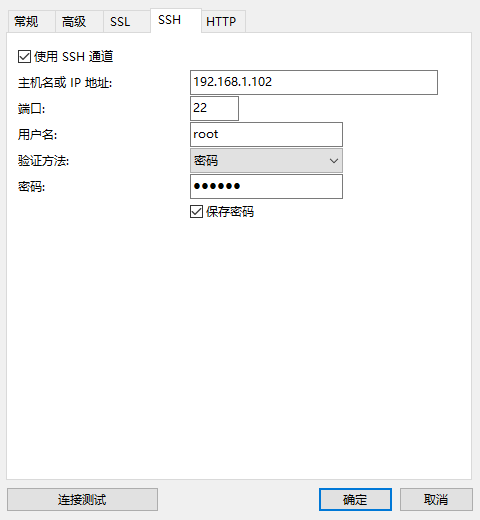 常规 高级 SSL SSH HTTP
使用 SSH 通道
主机名或 IP 地址: 192.168.1.102
端口: 22
用户名: root
验证方法: 密码
密码: ●●●●●●
保存密码
连接测试 确定 取消